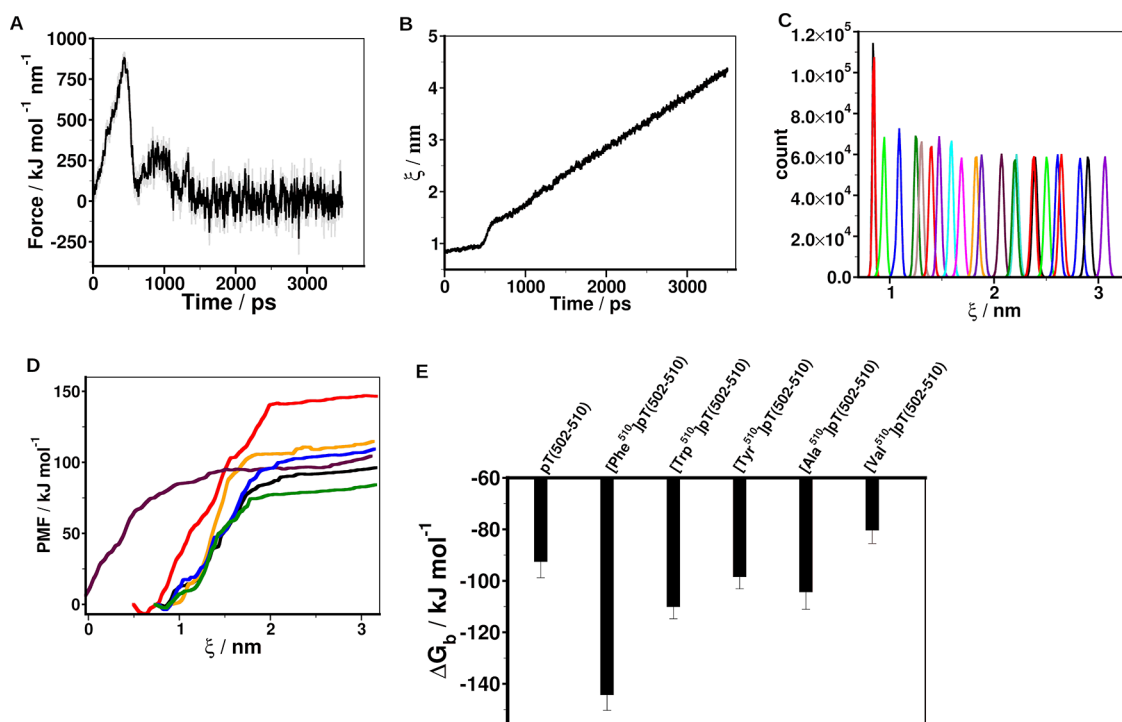 A
Force / kJ mol⁻¹ nm⁻¹
1000
750
500
250
0
-250
0 1000 2000 3000
Time / ps
B
ξ / nm
5
4
3
2
1
0 1000 2000 3000
Time / ps
C
count
1.2×10⁵
1.0×10⁵
8.0×10⁴
6.0×10⁴
4.0×10⁴
2.0×10⁴
0.0
1 2 3
ξ / nm
D
PMF / kJ mol⁻¹
150
100
50
0
0 1 2 3
ξ / nm
E
pT(502-510)
[Phe⁵¹⁰]pT(502-510)
[Trp⁵¹⁰]pT(502-510)
[Tyr⁵¹⁰]pT(502-510)
[Ala⁵¹⁰]pT(502-510)
[Val⁵¹⁰]pT(502-510)
ΔG_b / kJ mol⁻¹
-60
-80
-100
-120
-140